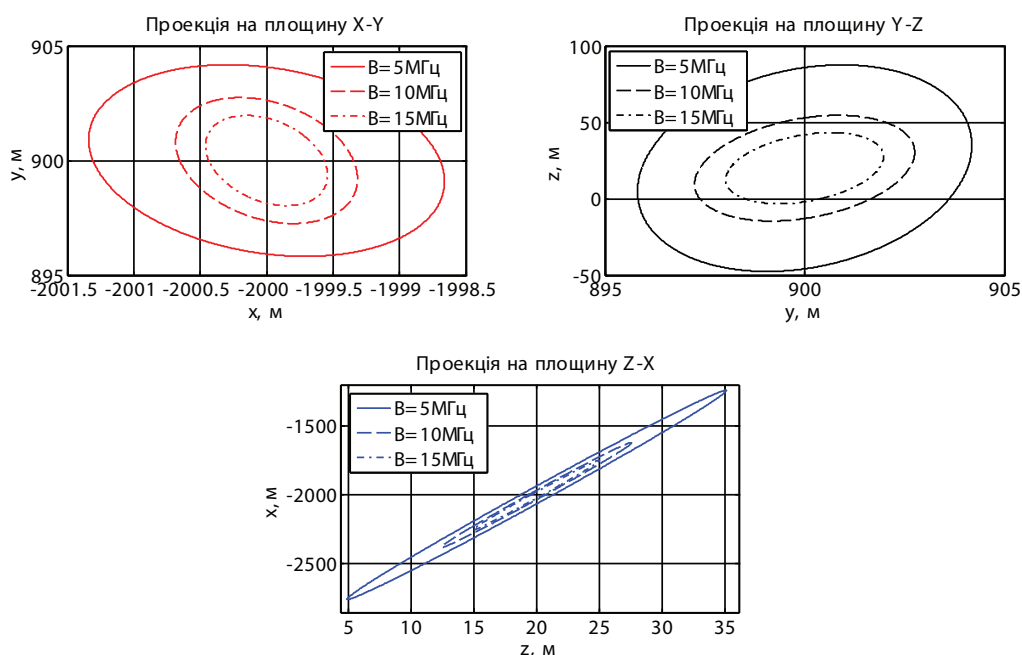 Проекція на площину X-Y
905
900
895
y, м
B= 5МГц
B= 10МГц
B= 15МГц
-2001.5 -2001 -2000.5 -2000 -1999.5 -1999 -1998.5
x, м
Проекція на площину Y-Z
100
50
0
-50
z, м
B= 5МГц
B= 10МГц
B= 15МГц
895 900 905
y, м
Проекція на площину Z-X
-1500
-2000
-2500
x, м
B= 5МГц
B= 10МГц
B= 15МГц
5 10 15 20 25 30 35
z, м